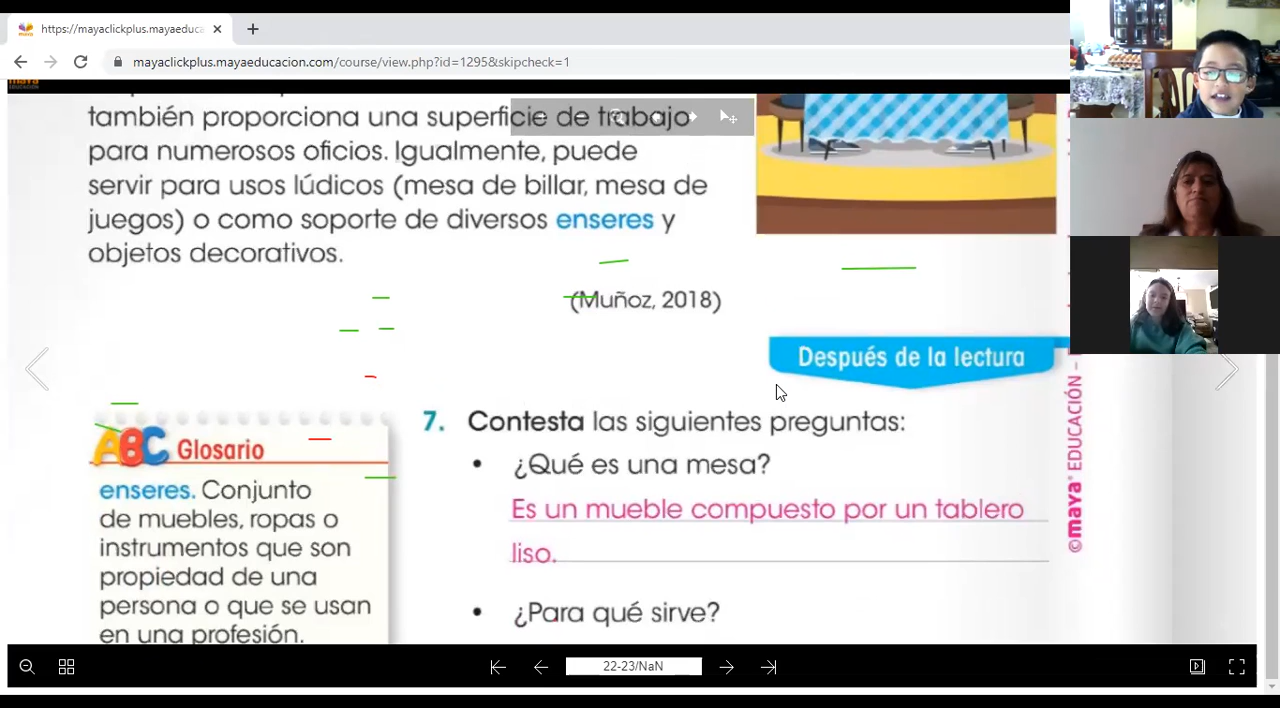 https://mayaclickplus.mayaeduca
mayaclickplus.mayaeducacion.com/course/view.php?id=1295&skipcheck=1
maya
EDUCACIÓN
también proporciona una superficie de trabajo
para numerosos oficios. Igualmente, puede
servir para usos lúdicos (mesa de billar, mesa de
juegos) o como soporte de diversos enseres y
objetos decorativos.
(Muñoz, 2018)
Después de la lectura
7. Contesta las siguientes preguntas:
• ¿Qué es una mesa?
Es un mueble compuesto por un tablero
liso.
• ¿Para qué sirve?
ABC Glosario
enseres. Conjunto
de muebles, ropas o
instrumentos que son
propiedad de una
persona o que se usan
en una profesión.
©maya® EDUCACIÓN –
22-23/NaN